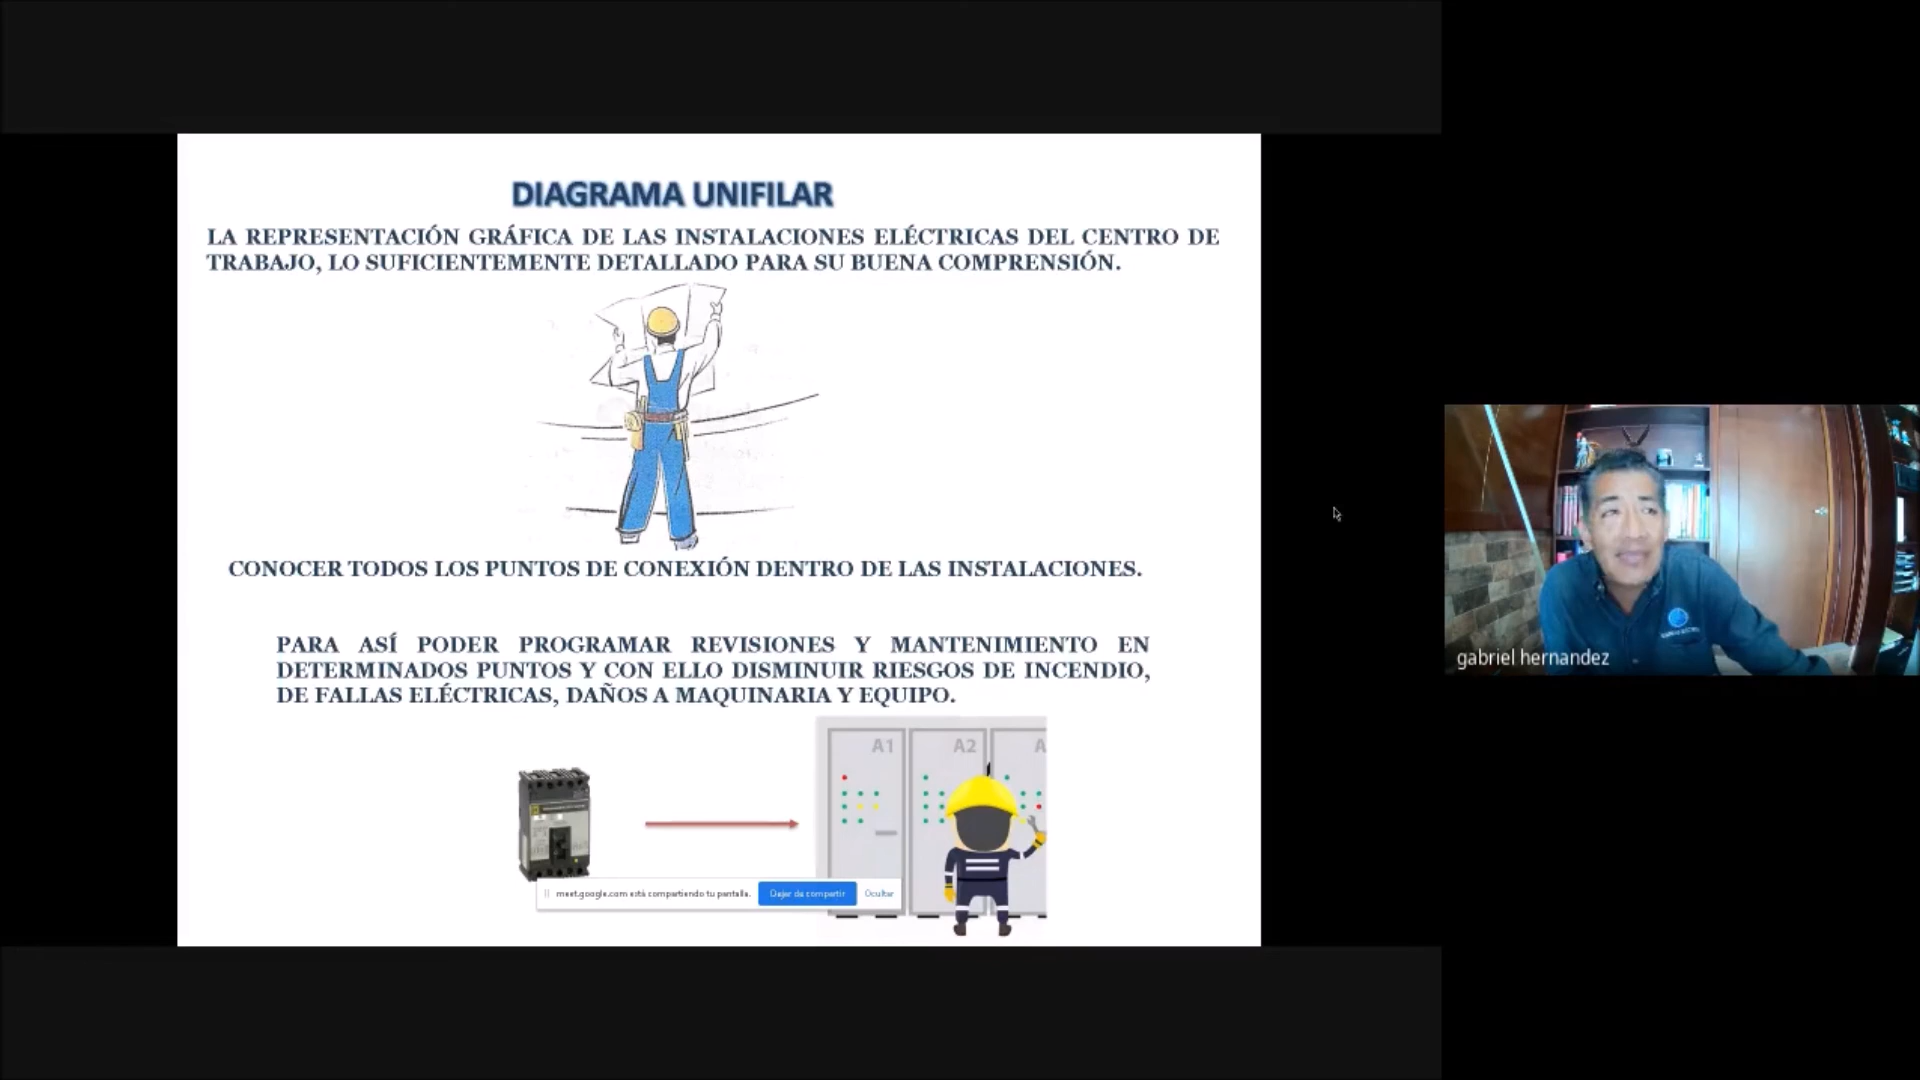 DIAGRAMA UNIFILAR
LA REPRESENTACIÓN GRÁFICA DE LAS INSTALACIONES ELÉCTRICAS DEL CENTRO DE
TRABAJO, LO SUFICIENTEMENTE DETALLADO PARA SU BUENA COMPRENSIÓN.
CONOCER TODOS LOS PUNTOS DE CONEXIÓN DENTRO DE LAS INSTALACIONES.
PARA ASÍ PODER PROGRAMAR REVISIONES Y MANTENIMIENTO EN
DETERMINADOS PUNTOS Y CON ELLO DISMINUIR RIESGOS DE INCENDIO,
DE FALLAS ELÉCTRICAS, DAÑOS A MAQUINARIA Y EQUIPO.
A1 A2 A
meet.google.com está compartiendo tu pantalla. Dejar de compartir Ocultar
gabriel hernandez